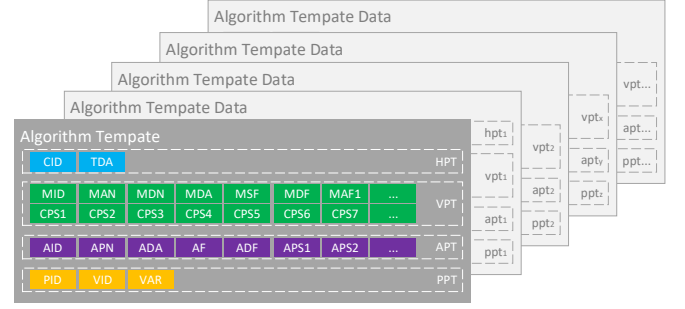 Algorithm Tempate Data
Algorithm Tempate Data
Algorithm Tempate Data
Algorithm Tempate Data
Algorithm Tempate
CID TDA HPT
MID MAN MDN MDA MSF MDF MAF1 ...
CPS1 CPS2 CPS3 CPS4 CPS5 CPS6 CPS7 ...
VPT
AID APN ADA AF ADF APS1 APS2 ... APT
PID VID VAR PPT
hpt₁
vpt₁
apt₁
ppt₁
vpt₂
apt₂
ppt₂
vptₓ
aptᵧ
ppt𝓏
vpt...
apt...
ppt...